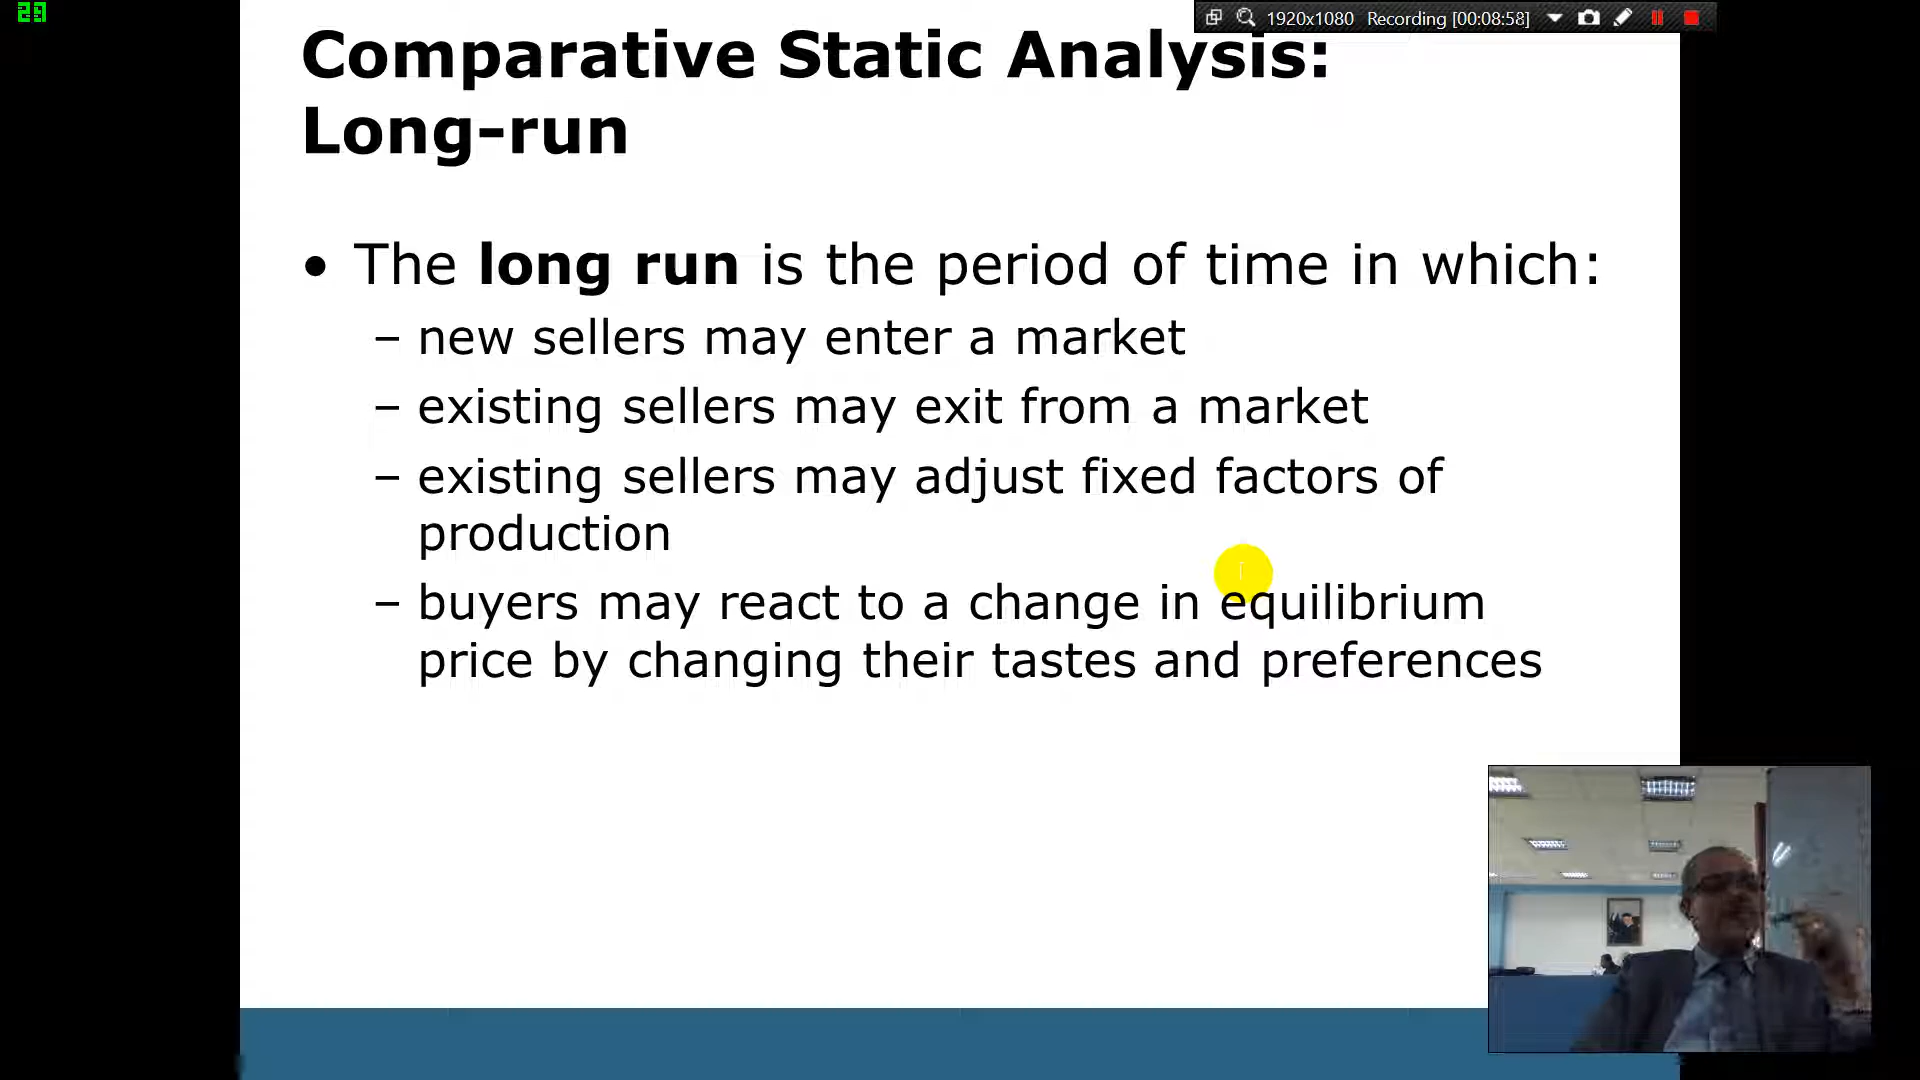 29
1920x1080 Recording [00:08:58]
Comparative Static Analysis:
Long-run
• The long run is the period of time in which:
– new sellers may enter a market
– existing sellers may exit from a market
– existing sellers may adjust fixed factors of
production
– buyers may react to a change in equilibrium
price by changing their tastes and preferences